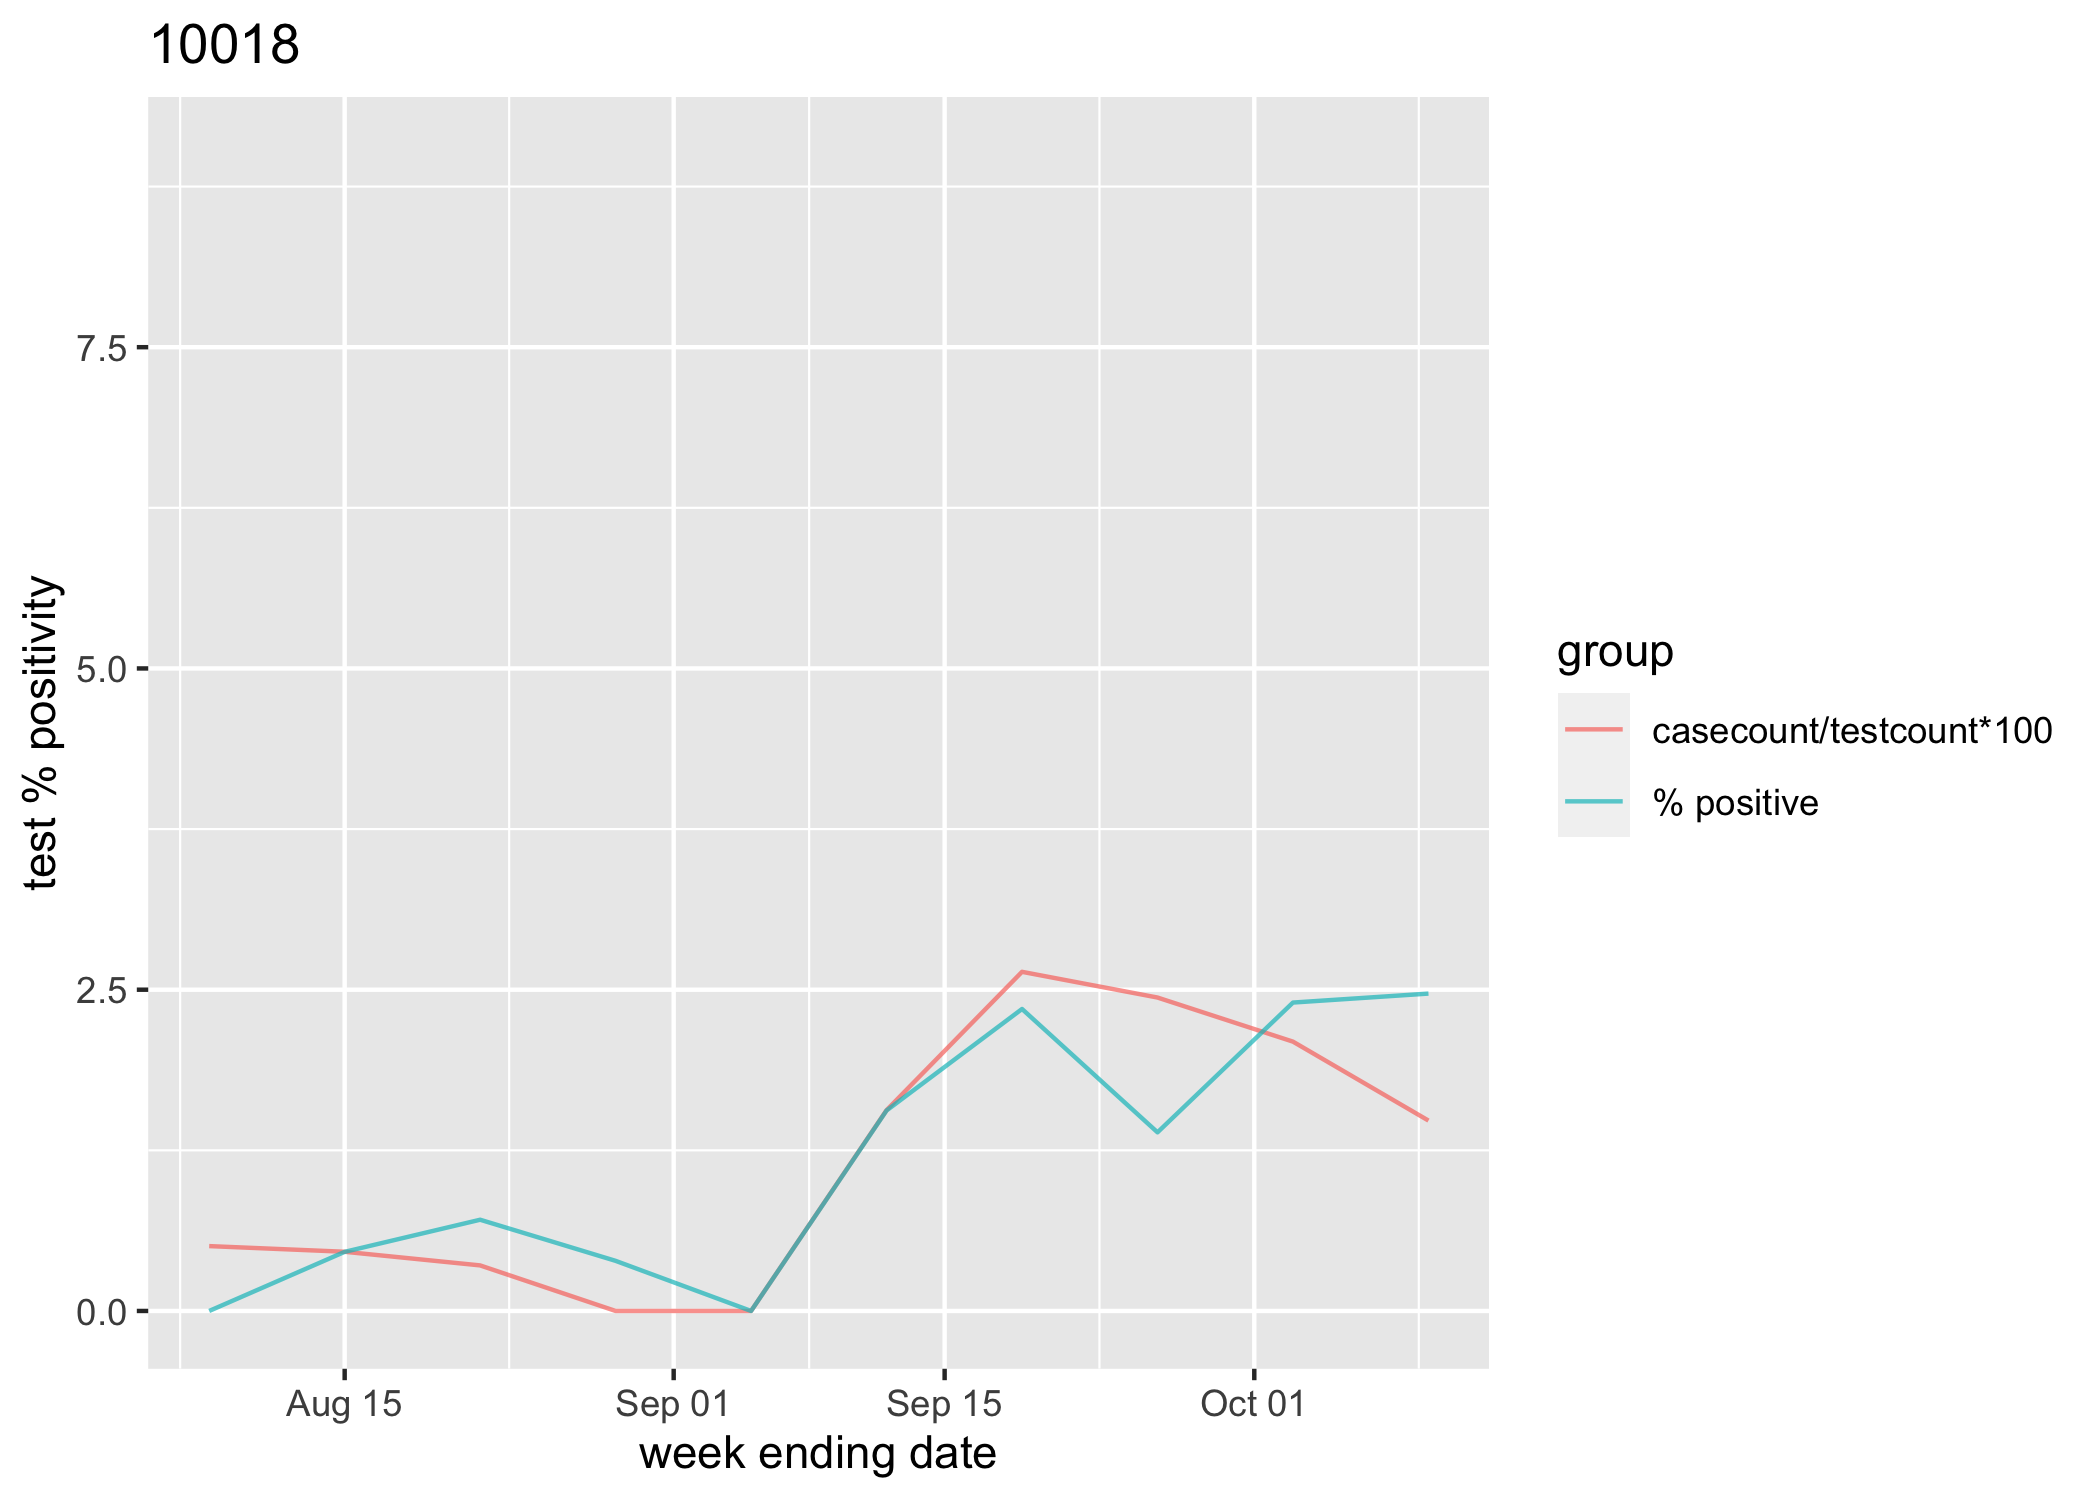 10018
7.5
5.0
2.5
0.0
test % positivity
Aug 15
Sep 01
Sep 15
Oct 01
week ending date
group
casecount/testcount*100
% positive